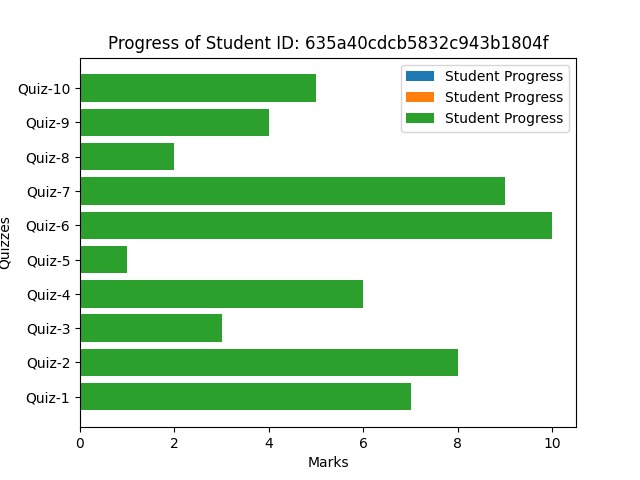 Progress of Student ID: 635a40cdcb5832c943b1804f
Student Progress
Student Progress
Student Progress
Quiz-10
Quiz-9
Quiz-8
Quiz-7
Quiz-6
Quiz-5
Quiz-4
Quiz-3
Quiz-2
Quiz-1
Quizzes
0 2 4 6 8 10
Marks